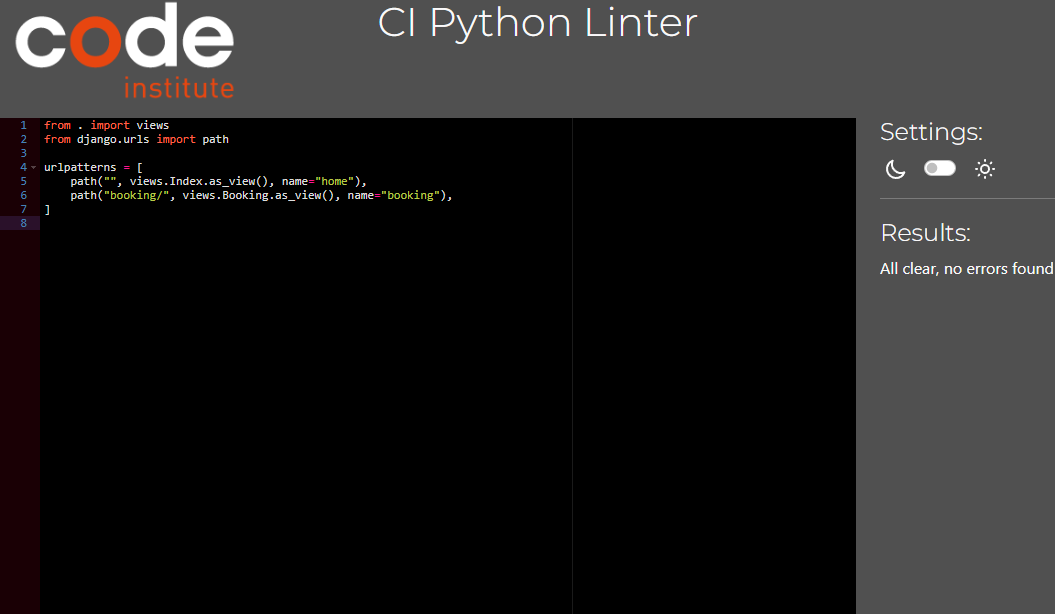 code
institute
CI Python Linter
1 from . import views
2 from django.urls import path
3
4 urlpatterns = [
5     path("", views.Index.as_view(), name="home"),
6     path("booking/", views.Booking.as_view(), name="booking"),
7 ]
8
Settings:
Results:
All clear, no errors found